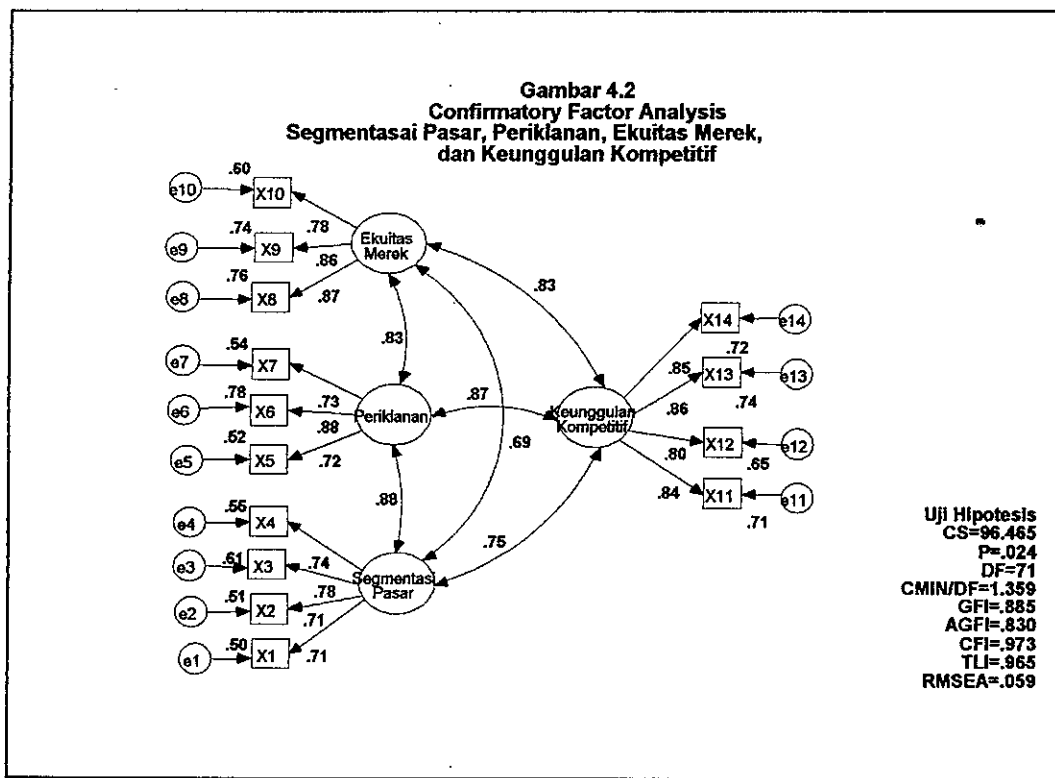 Gambar 4.2
Confirmatory Factor Analysis
Segmentasai Pasar, Periklanan, Ekuitas Merek,
dan Keunggulan Kompetitif
e10
.60
X10
.78
e9
.74
X9
.86
e8
.76
X8
.87
Ekuitas
Merek
.83
.83
e7
.54
X7
.73
e6
.78
X6
.88
e5
.52
X5
.72
Periklanan
.87
.69
.88
e4
.55
X4
.74
e3
.61
X3
.78
e2
.51
X2
.71
e1
.50
X1
.71
Segmentasi
Pasar
.75
Keunggulan
Kompetitif
X14
e14
.72
.85
X13
e13
.74
.86
X12
e12
.65
.80
X11
e11
.71
.84
Uji Hipotesis
CS=96.465
P=.024
DF=71
CMIN/DF=1.359
GFI=.885
AGFI=.830
CFI=.973
TLI=.965
RMSEA=.059